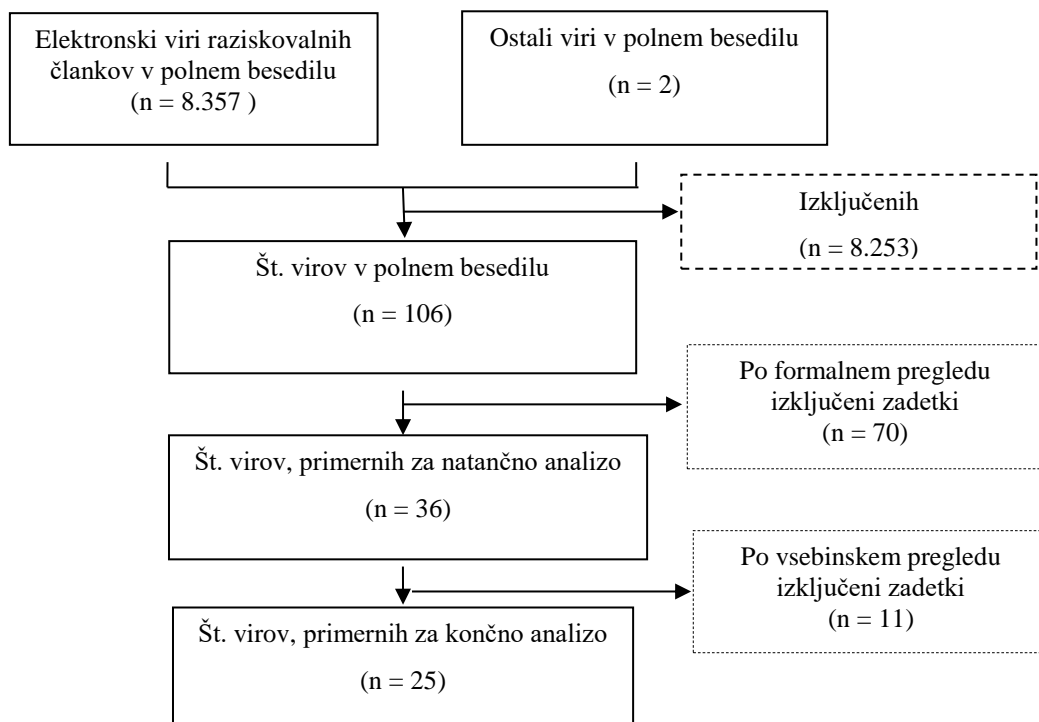 Elektronski viri raziskovalnih
člankov v polnem besedilu
(n = 8.357 )
Ostali viri v polnem besedilu
(n = 2)
Izključenih
(n = 8.253)
Št. virov v polnem besedilu
(n = 106)
Po formalnem pregledu
izključeni zadetki
(n = 70)
Št. virov, primernih za natančno analizo
(n = 36)
Po vsebinskem pregledu
izključeni zadetki
(n = 11)
Št. virov, primernih za končno analizo
(n = 25)